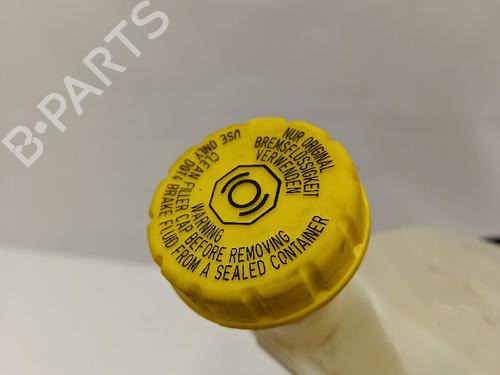 B-PARTS
NUR ORIGINAL
BREMSFLÜSSIGKEIT
VERWENDEN
WARNING
CLEAN FILLER CAP BEFORE REMOVING
USE ONLY DOT4 BRAKE FLUID FROM A SEALED CONTAINER